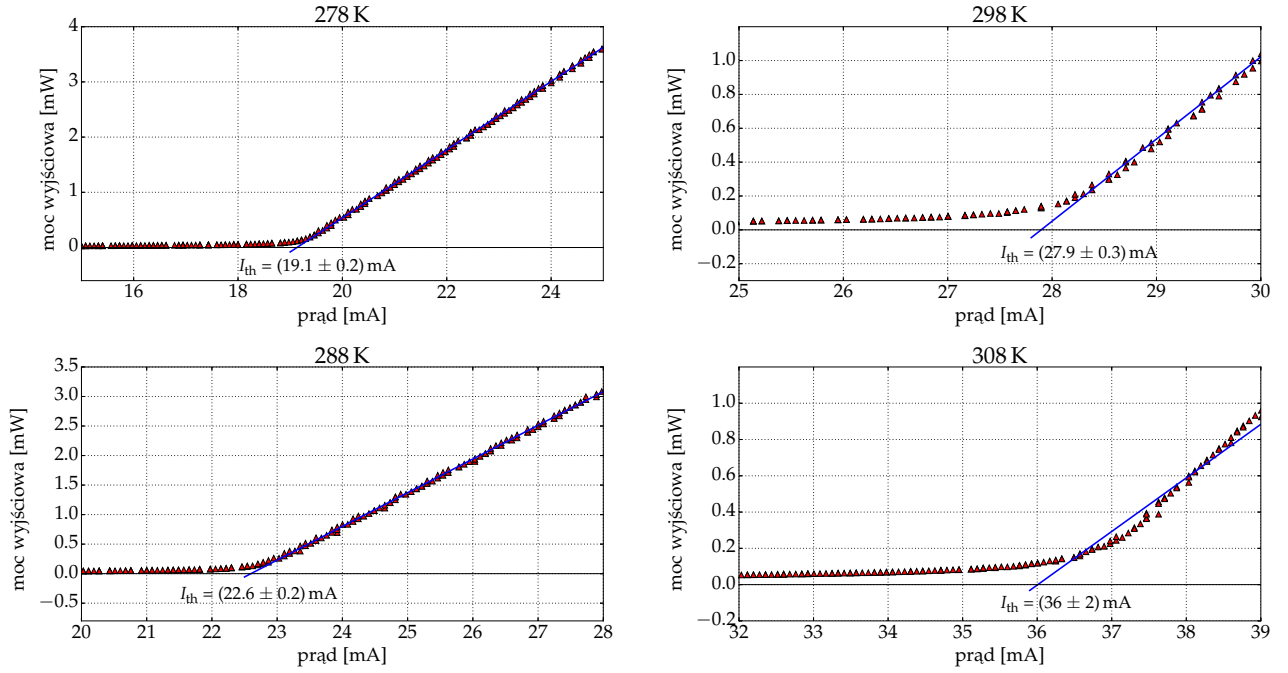 278 K
moc wyjściowa [mW]
4
3
2
1
0
I_th = (19.1 ± 0.2) mA
16 18 20 22 24
prąd [mA]
298 K
moc wyjściowa [mW]
1.0
0.8
0.6
0.4
0.2
0.0
−0.2
I_th = (27.9 ± 0.3) mA
25 26 27 28 29 30
prąd [mA]
288 K
moc wyjściowa [mW]
3.5
3.0
2.5
2.0
1.5
1.0
0.5
0.0
−0.5
I_th = (22.6 ± 0.2) mA
20 21 22 23 24 25 26 27 28
prąd [mA]
308 K
moc wyjściowa [mW]
1.0
0.8
0.6
0.4
0.2
0.0
−0.2
I_th = (36 ± 2) mA
32 33 34 35 36 37 38 39
prąd [mA]